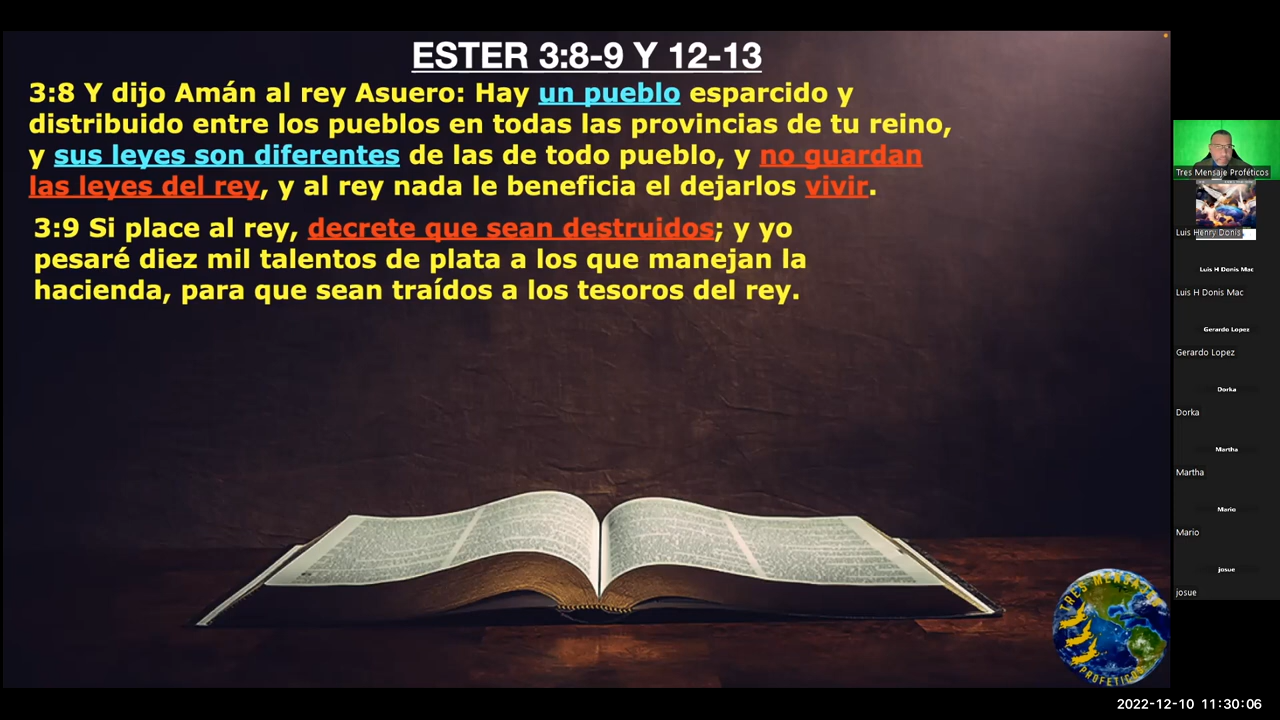 ESTER 3:8-9 Y 12-13
3:8 Y dijo Amán al rey Asuero: Hay un pueblo esparcido y
distribuido entre los pueblos en todas las provincias de tu reino,
y sus leyes son diferentes de las de todo pueblo, y no guardan
las leyes del rey, y al rey nada le beneficia el dejarlos vivir.
3:9 Si place al rey, decrete que sean destruidos; y yo
pesaré diez mil talentos de plata a los que manejan la
hacienda, para que sean traídos a los tesoros del rey.
TRES MENSAJES
PROFETICOS
Tres Mensaje Proféticos
Luis Henry Donis
Luis H Donis Mac
Luis H Donis Mac
Gerardo Lopez
Gerardo Lopez
Dorka
Dorka
Martha
Martha
Mario
Mario
josue
josue
2022-12-10 11:30:06